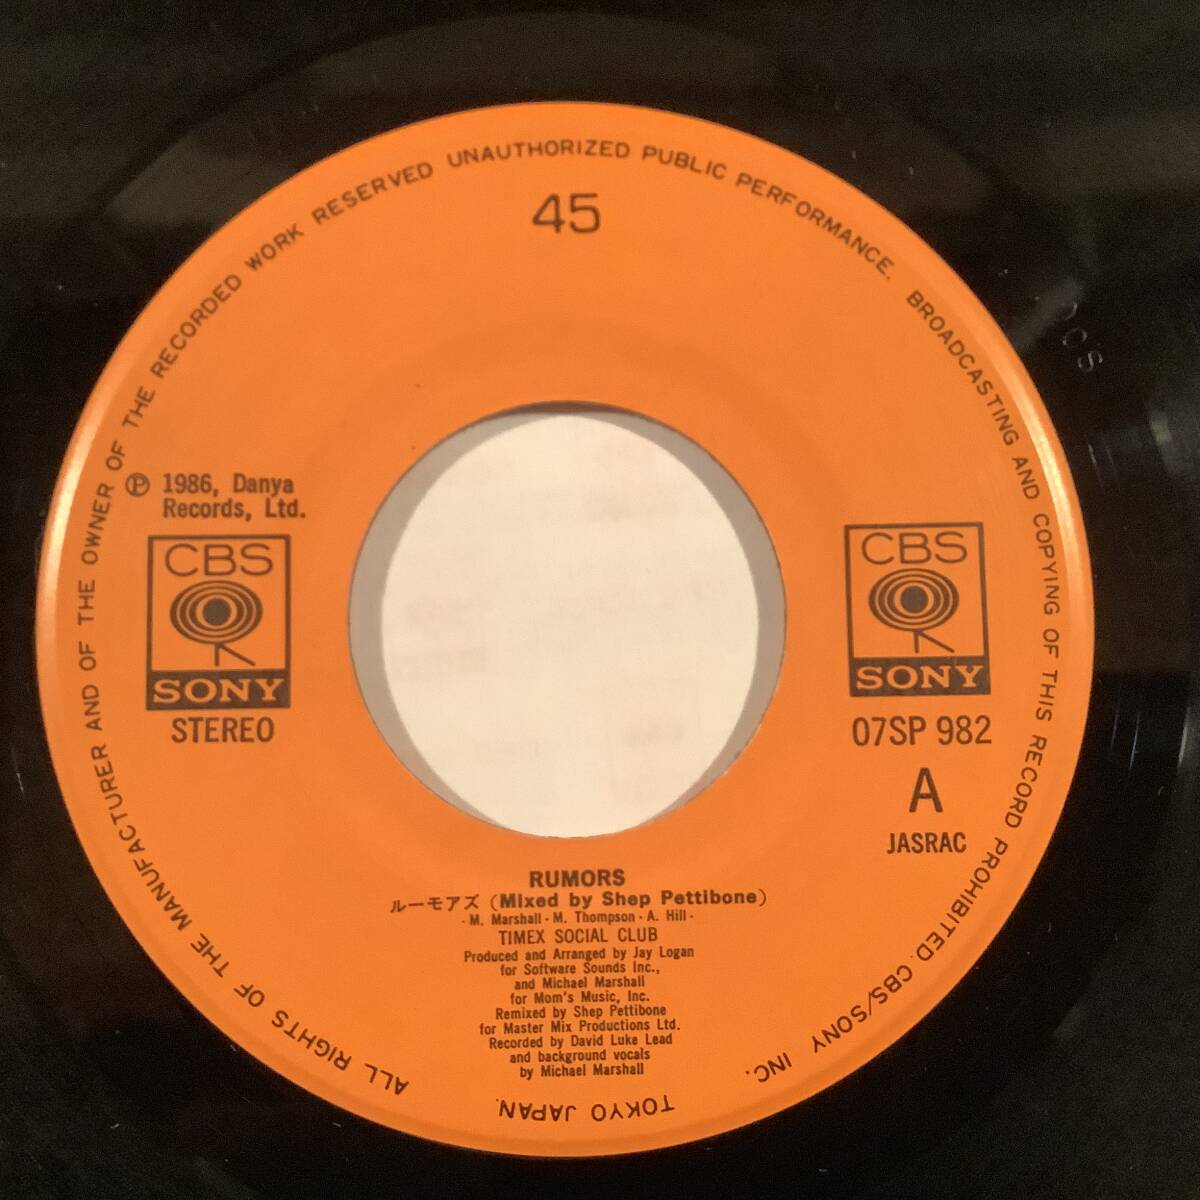 ALL RIGHTS OF THE MANUFACTURER AND OF THE OWNER OF THE RECORDED WORK RESERVED UNAUTHORIZED PUBLIC PERFORMANCE. BROADCASTING AND COPYING OF THIS RECORD PROHIBITED. CBS/SONY INC.
TOKYO JAPAN.
45
℗ 1986, Danya
Records, Ltd.
CBS
SONY
STEREO
CBS
SONY
07SP 982
A
JASRAC
RUMORS
ルーモアズ (Mixed by Shep Pettibone)
- M. Marshall - M. Thompson - A. Hill -
TIMEX SOCIAL CLUB
Produced and Arranged by Jay Logan
for Software Sounds Inc.,
and Michael Marshall
for Mom's Music, Inc.
Remixed by Shep Pettibone
for Master Mix Productions Ltd.
Recorded by David Luke Lead
and background vocals
by Michael Marshall